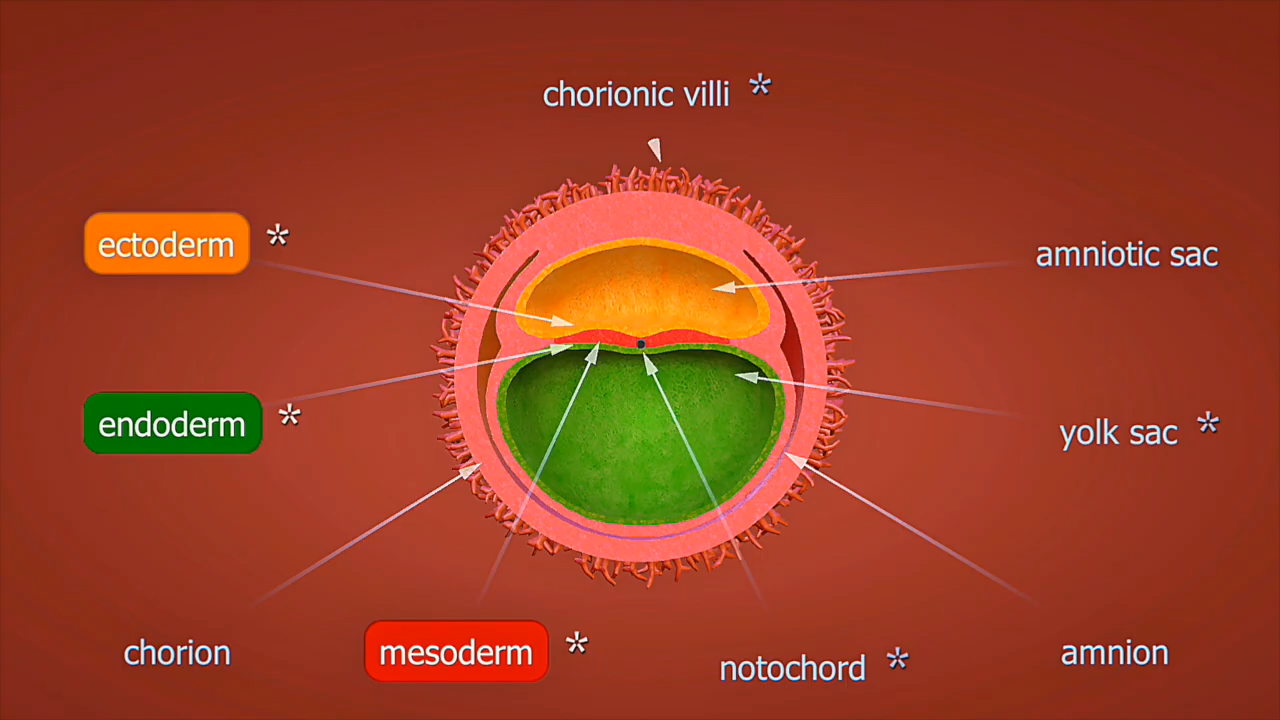 chorionic villi *
ectoderm *
amniotic sac
endoderm *
yolk sac *
chorion
mesoderm *
notochord *
amnion